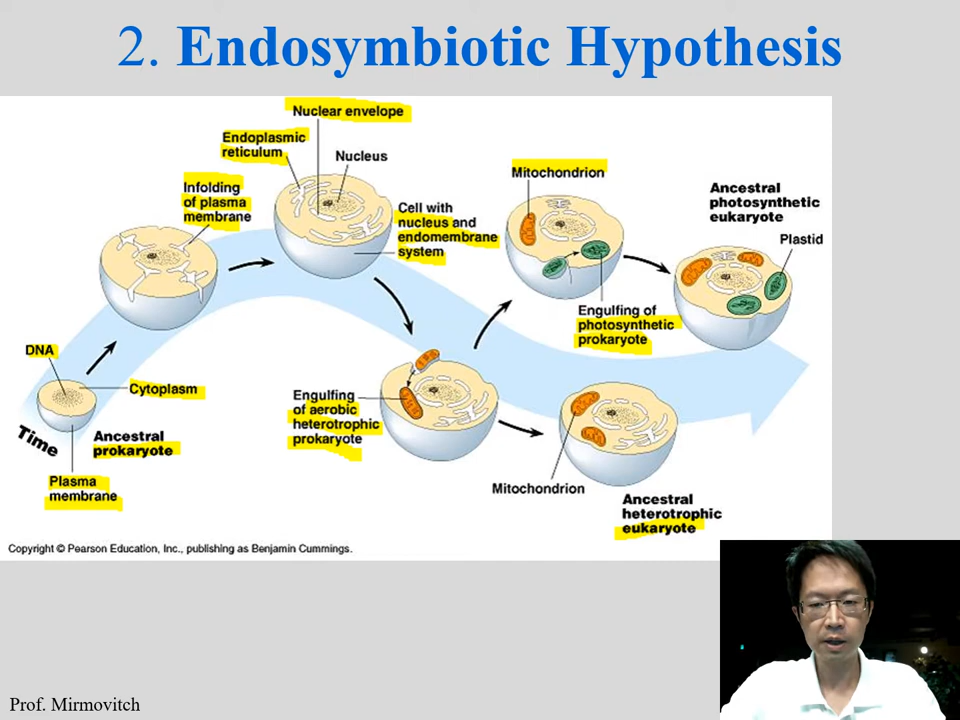 2. Endosymbiotic Hypothesis
Nuclear envelope
Endoplasmic
reticulum
Nucleus
Infolding
of plasma
membrane
Cell with
nucleus and
endomembrane
system
Mitochondrion
Ancestral
photosynthetic
eukaryote
Plastid
Engulfing of
photosynthetic
prokaryote
DNA
Cytoplasm
Time
Ancestral
prokaryote
Plasma
membrane
Engulfing
of aerobic
heterotrophic
prokaryote
Mitochondrion
Ancestral
heterotrophic
eukaryote
Copyright © Pearson Education, Inc., publishing as Benjamin Cummings.
Prof. Mirmovitch